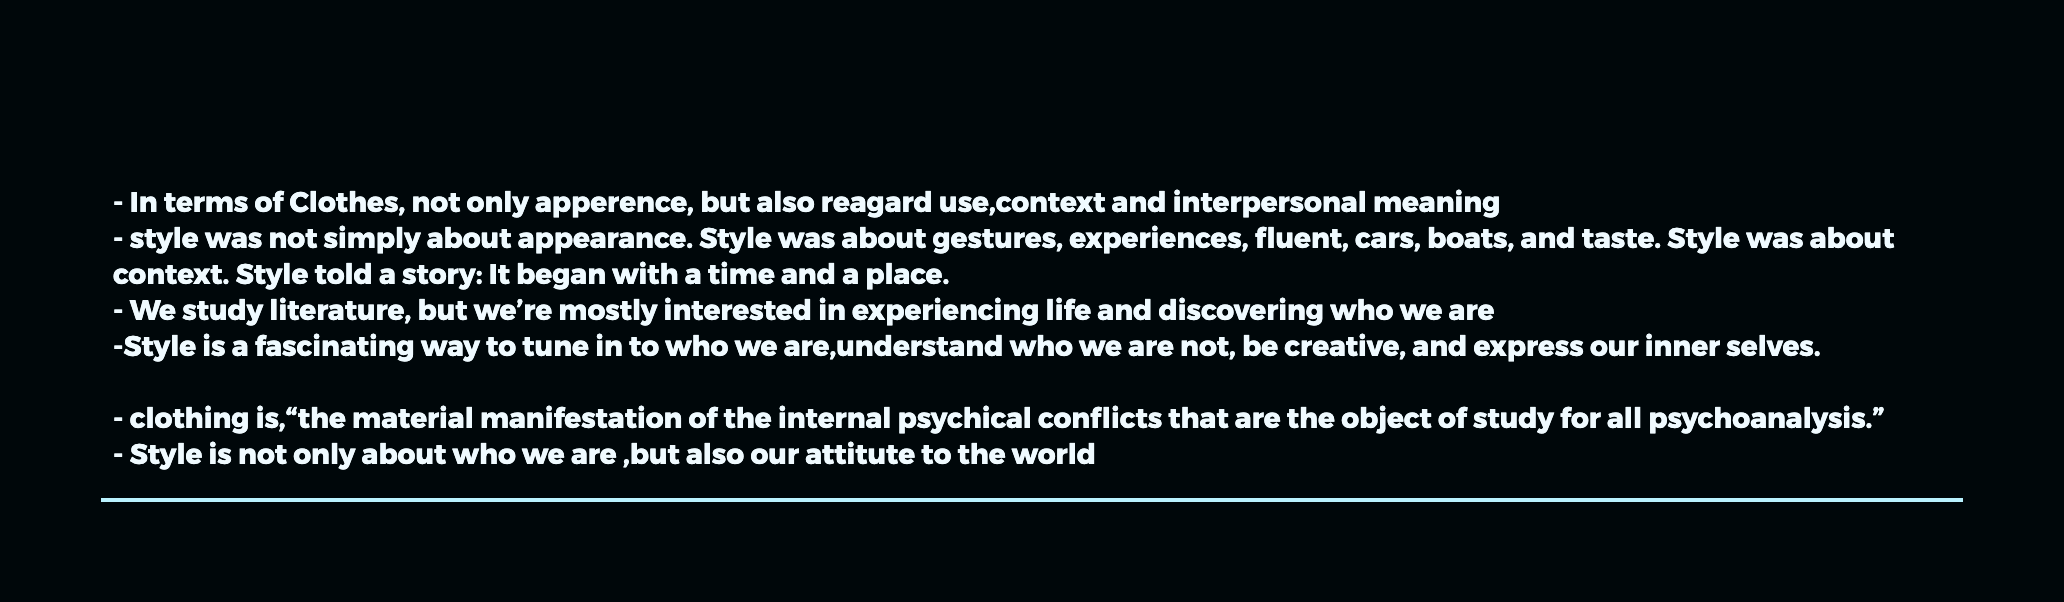 - In terms of Clothes, not only apperence, but also reagard use,context and interpersonal meaning
- style was not simply about appearance. Style was about gestures, experiences, fluent, cars, boats, and taste. Style was about
context. Style told a story: It began with a time and a place.
- We study literature, but we’re mostly interested in experiencing life and discovering who we are
-Style is a fascinating way to tune in to who we are,understand who we are not, be creative, and express our inner selves.
- clothing is,“the material manifestation of the internal psychical conflicts that are the object of study for all psychoanalysis.”
- Style is not only about who we are ,but also our attitute to the world